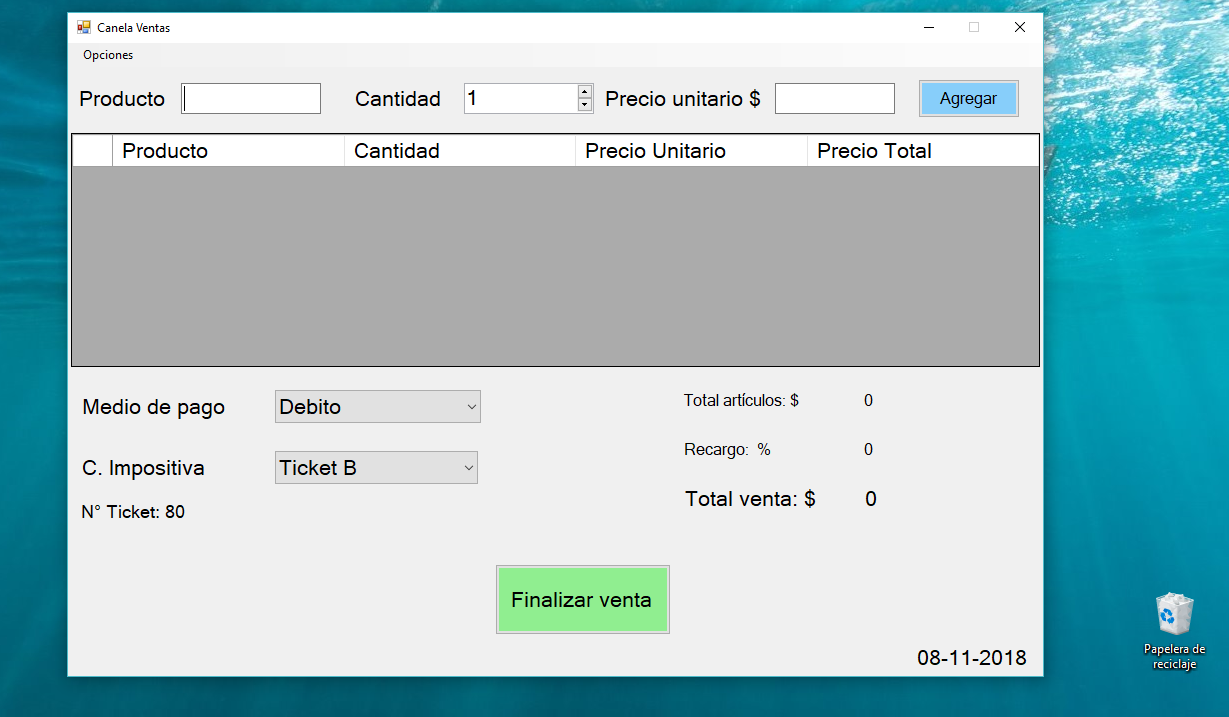 Canela Ventas
Opciones
Producto
Cantidad
1
Precio unitario $
Agregar
Producto
Cantidad
Precio Unitario
Precio Total
Medio de pago
Debito
Total artículos: $
0
Recargo: %
0
C. Impositiva
Ticket B
Total venta: $
0
N° Ticket: 80
Finalizar venta
08-11-2018
Papelera de
reciclaje